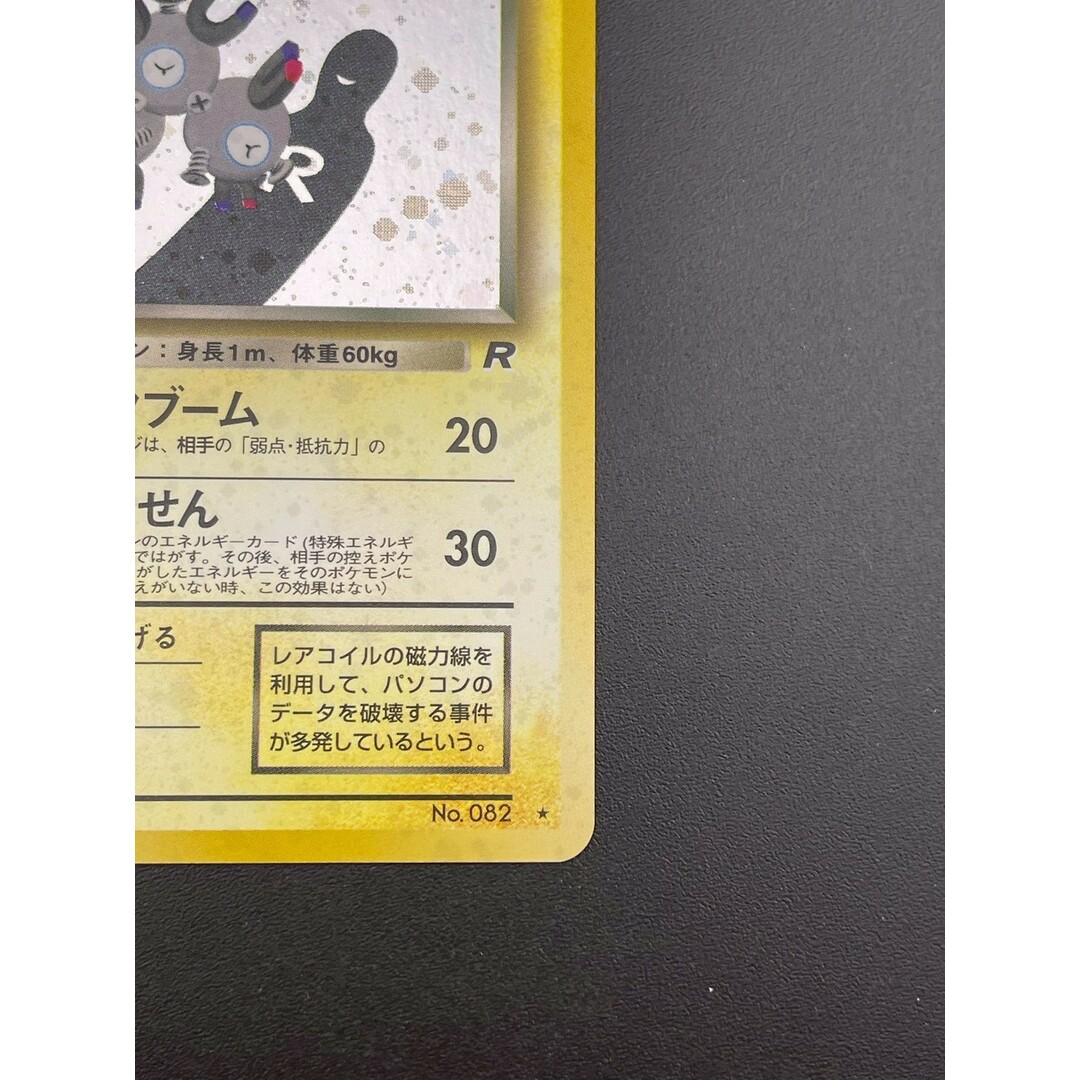 R
ン：身長1m、体重60kg R
ブーム 20
ジは、相手の「弱点・抵抗力」の
せん
のエネルギーカード(特殊エネルギ
ではがす。その後、相手の控えポケ 30
がしたエネルギーをそのポケモンに
えがいない時、この効果はない)
げる
レアコイルの磁力線を
利用して、パソコンの
データを破壊する事件
が多発しているという。
No. 082 ★